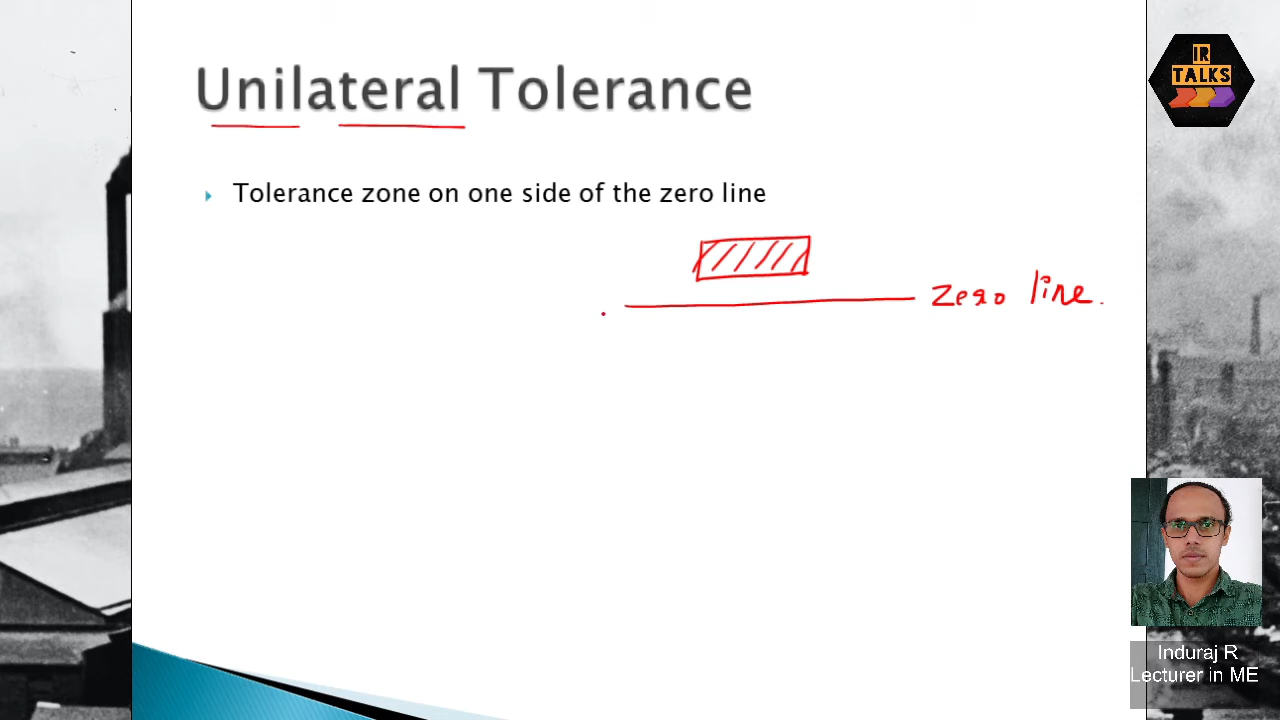 Unilateral Tolerance
IR
TALKS
Tolerance zone on one side of the zero line
zero line.
Induraj R
Lecturer in ME